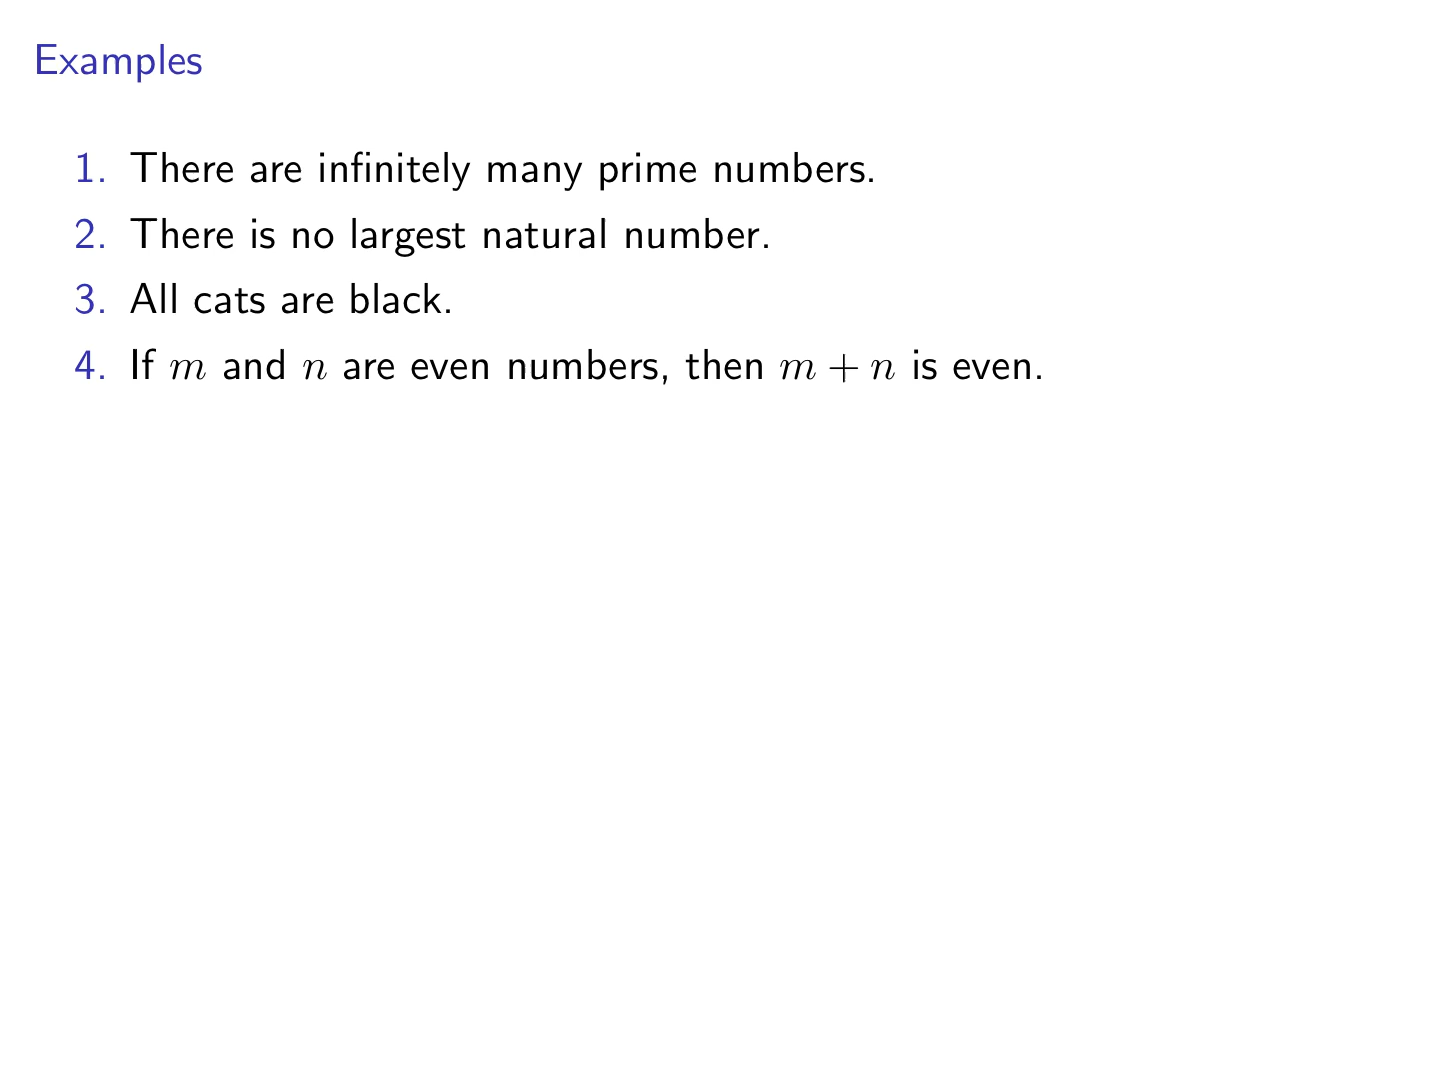 Examples
1. There are infinitely many prime numbers.
2. There is no largest natural number.
3. All cats are black.
4. If m and n are even numbers, then m + n is even.